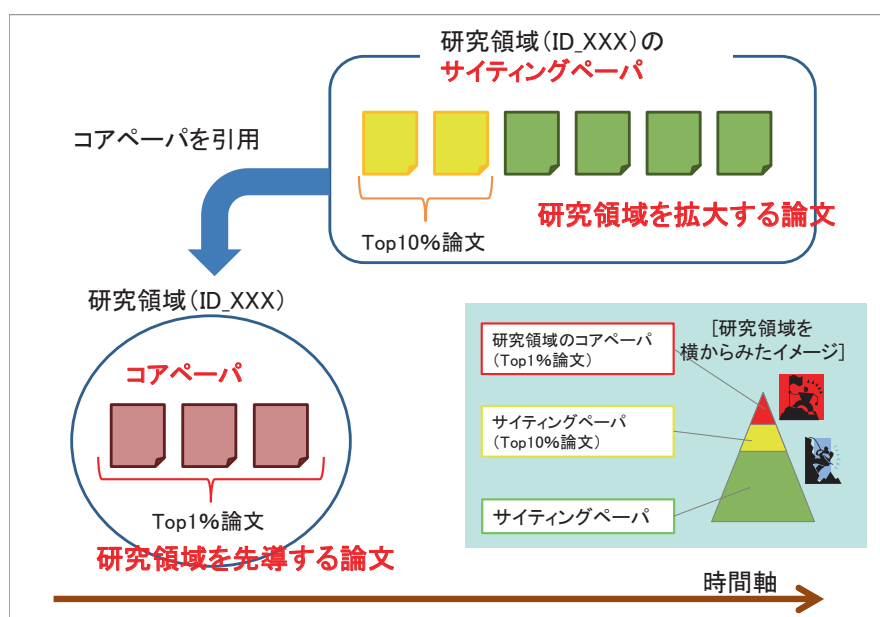 研究領域(ID_XXX)の
サイティングペーパ
コアペーパを引用
Top10%論文
研究領域を拡大する論文
研究領域(ID_XXX)
コアペーパ
Top1%論文
研究領域を先導する論文
[研究領域を
横からみたイメージ]
研究領域のコアペーパ
(Top1%論文)
サイティングペーパ
(Top10%論文)
サイティングペーパ
時間軸